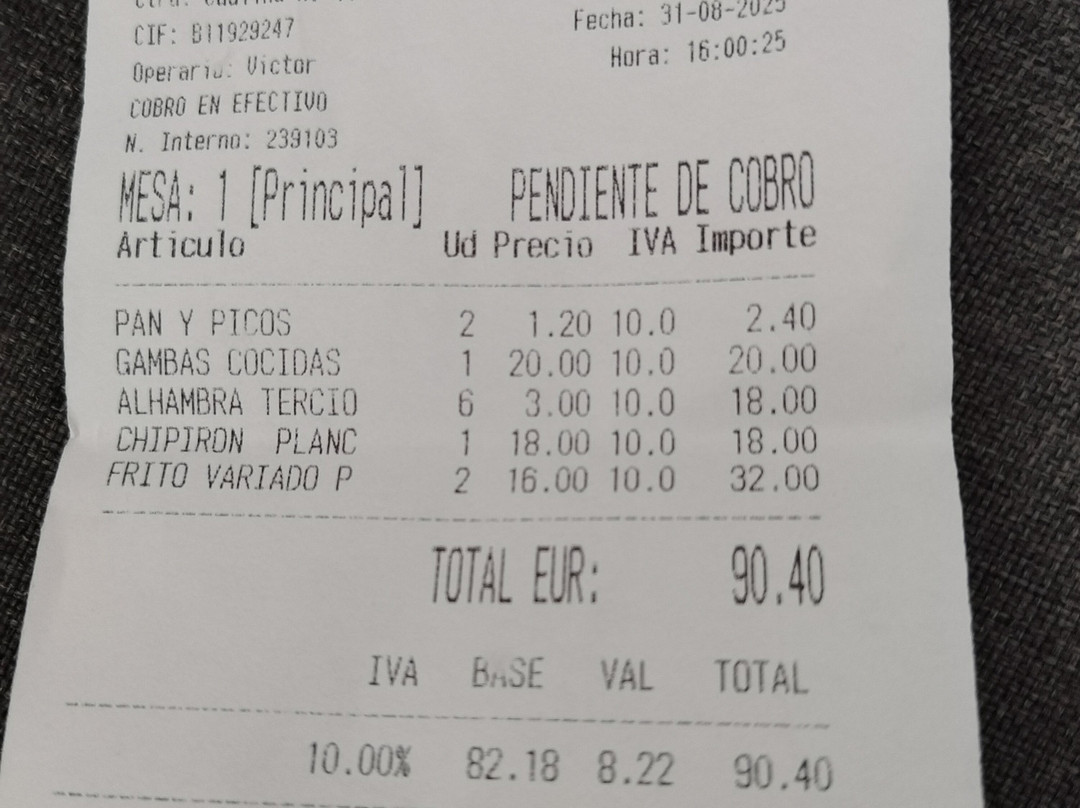 CIF: B11929247
Fecha: 31-08-2025
Operario: Victor
Hora: 16:00:25
COBRO EN EFECTIVO
N. Interno: 239103
MESA: 1 [Principal] PENDIENTE DE COBRO
Articulo Ud Precio IVA Importe
PAN Y PICOS 2 1.20 10.0 2.40
GAMBAS COCIDAS 1 20.00 10.0 20.00
ALHAMBRA TERCIO 6 3.00 10.0 18.00
CHIPIRON PLANC 1 18.00 10.0 18.00
FRITO VARIADO P 2 16.00 10.0 32.00
TOTAL EUR: 90.40
IVA BASE VAL TOTAL
10.00% 82.18 8.22 90.40